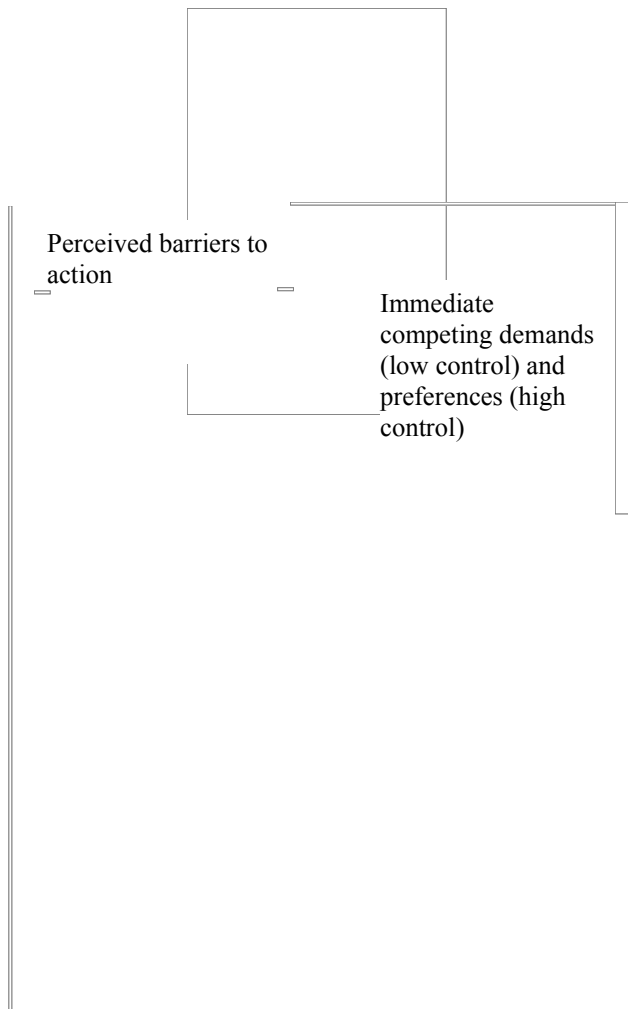 Perceived barriers to
action
Immediate
competing demands
(low control) and
preferences (high
control)